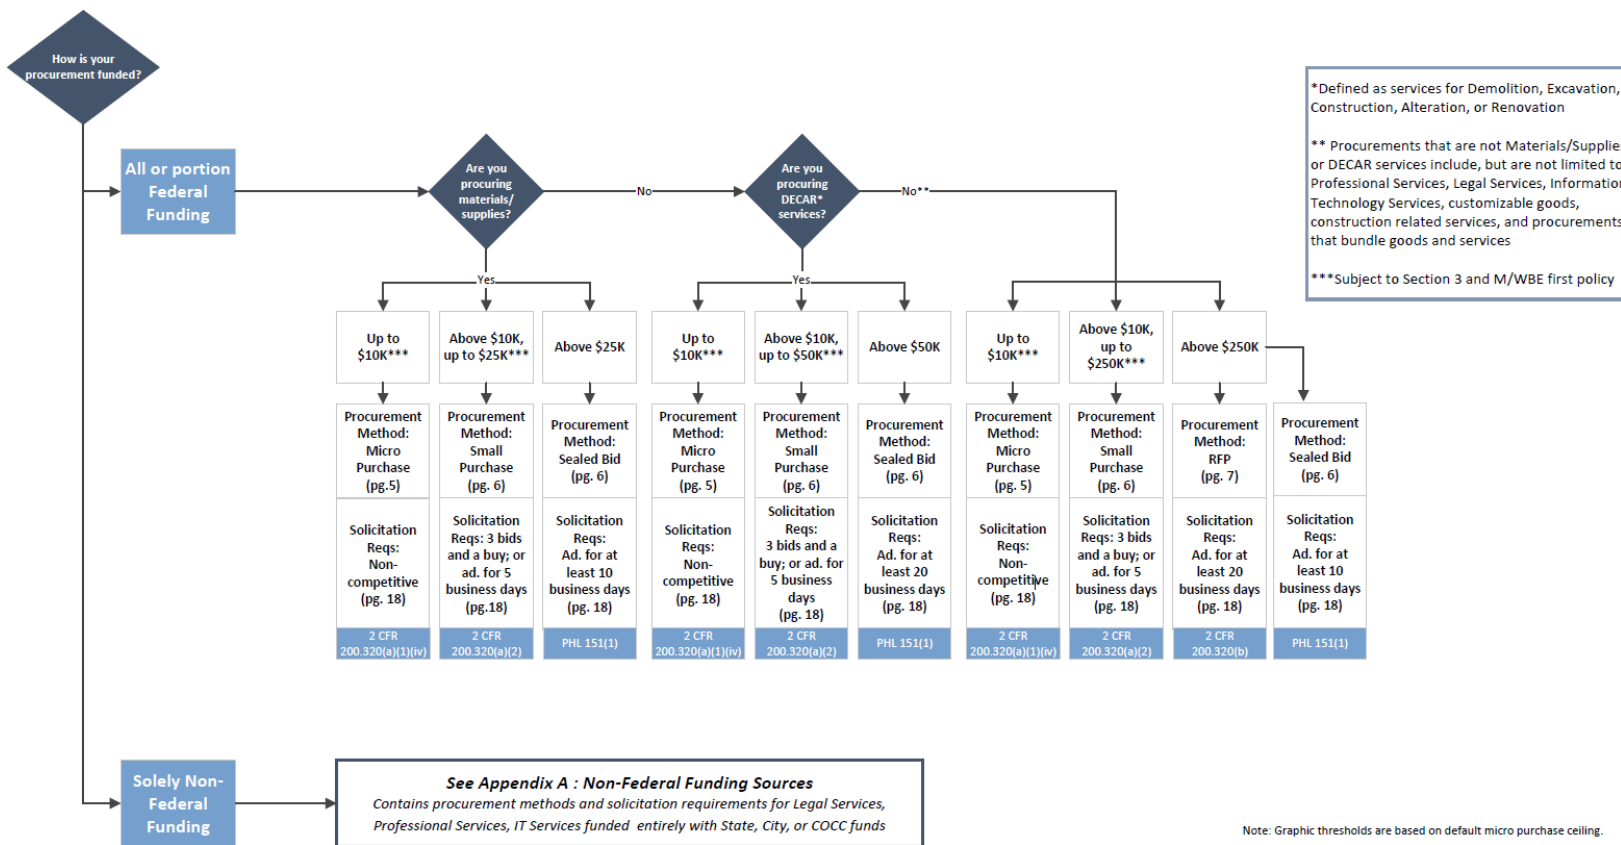 How is your
procurement funded?
All or portion
Federal
Funding
Are you
procuring
materials/
supplies?
No
Are you
procuring
DECAR*
services?
No**
*Defined as services for Demolition, Excavation,
Construction, Alteration, or Renovation
** Procurements that are not Materials/Supplies
or DECAR services include, but are not limited to
Professional Services, Legal Services, Information
Technology Services, customizable goods,
construction related services, and procurements
that bundle goods and services
***Subject to Section 3 and M/WBE first policy
Yes
Yes
Up to
$10K***
Above $10K,
up to $25K***
Above $25K
Up to
$10K***
Above $10K,
up to $50K***
Above $50K
Up to
$10K***
Above $10K,
up to
$250K***
Above $250K
Procurement
Method:
Micro
Purchase
(pg.5)
Procurement
Method:
Small
Purchase
(pg. 6)
Procurement
Method:
Sealed Bid
(pg. 6)
Procurement
Method:
Micro
Purchase
(pg. 5)
Procurement
Method:
Small
Purchase
(pg. 6)
Procurement
Method:
Sealed Bid
(pg. 6)
Procurement
Method:
Micro
Purchase
(pg. 5)
Procurement
Method:
Small
Purchase
(pg. 6)
Procurement
Method:
RFP
(pg. 7)
Procurement
Method:
Sealed Bid
(pg. 6)
Solicitation
Reqs:
Non-
competitive
(pg. 18)
Solicitation
Reqs: 3 bids
and a buy; or
ad. for 5
business days
(pg.18)
Solicitation
Reqs:
Ad. for at
least 10
business days
(pg. 18)
Solicitation
Reqs:
Non-
competitive
(pg. 18)
Solicitation
Reqs:
3 bids and a
buy; or ad. for
5 business
days
(pg. 18)
Solicitation
Reqs:
Ad. for at
least 20
business days
(pg. 18)
Solicitation
Reqs:
Non-
competitive
(pg. 18)
Solicitation
Reqs: 3 bids
and a buy; or
ad. for 5
business days
(pg. 18)
Solicitation
Reqs:
Ad. for at
least 20
business days
(pg. 18)
Solicitation
Reqs:
Ad. for at
least 10
business days
(pg. 18)
2 CFR
200.320(a)(1)(iv)
2 CFR
200.320(a)(2)
PHL 151(1)
2 CFR
200.320(a)(1)(iv)
2 CFR
200.320(a)(2)
PHL 151(1)
2 CFR
200.320(a)(1)(iv)
2 CFR
200.320(a)(2)
2 CFR
200.320(b)
PHL 151(1)
Solely Non-
Federal
Funding
See Appendix A : Non-Federal Funding Sources
Contains procurement methods and solicitation requirements for Legal Services,
Professional Services, IT Services funded entirely with State, City, or COCC funds
Note: Graphic thresholds are based on default micro purchase ceiling.